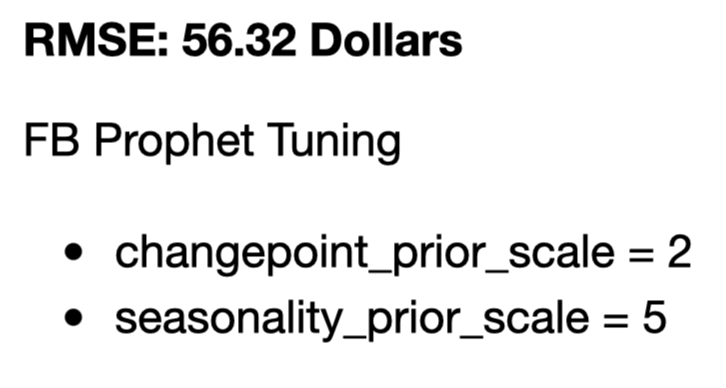 RMSE: 56.32 Dollars
FB Prophet Tuning
• changepoint_prior_scale = 2
• seasonality_prior_scale = 5